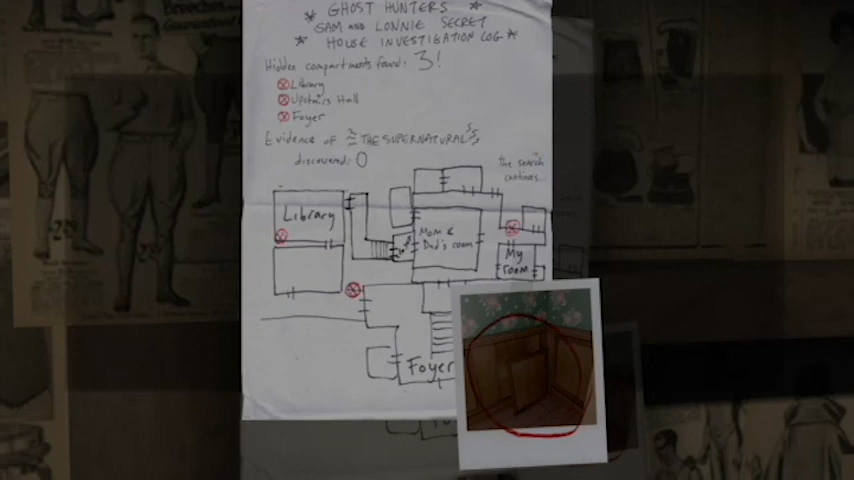 * GHOST HUNTERS
SAM AND LONNIE SECRET
* HOUSE INVESTIGATION LOG *
Hidden compartments found: 3!
Library
Upstairs Hall
Foyer
Evidence of THE SUPERNATURAL
discovered: 0
the search
continues...
Library
Mom &
Dad's room
My
room
Foyer